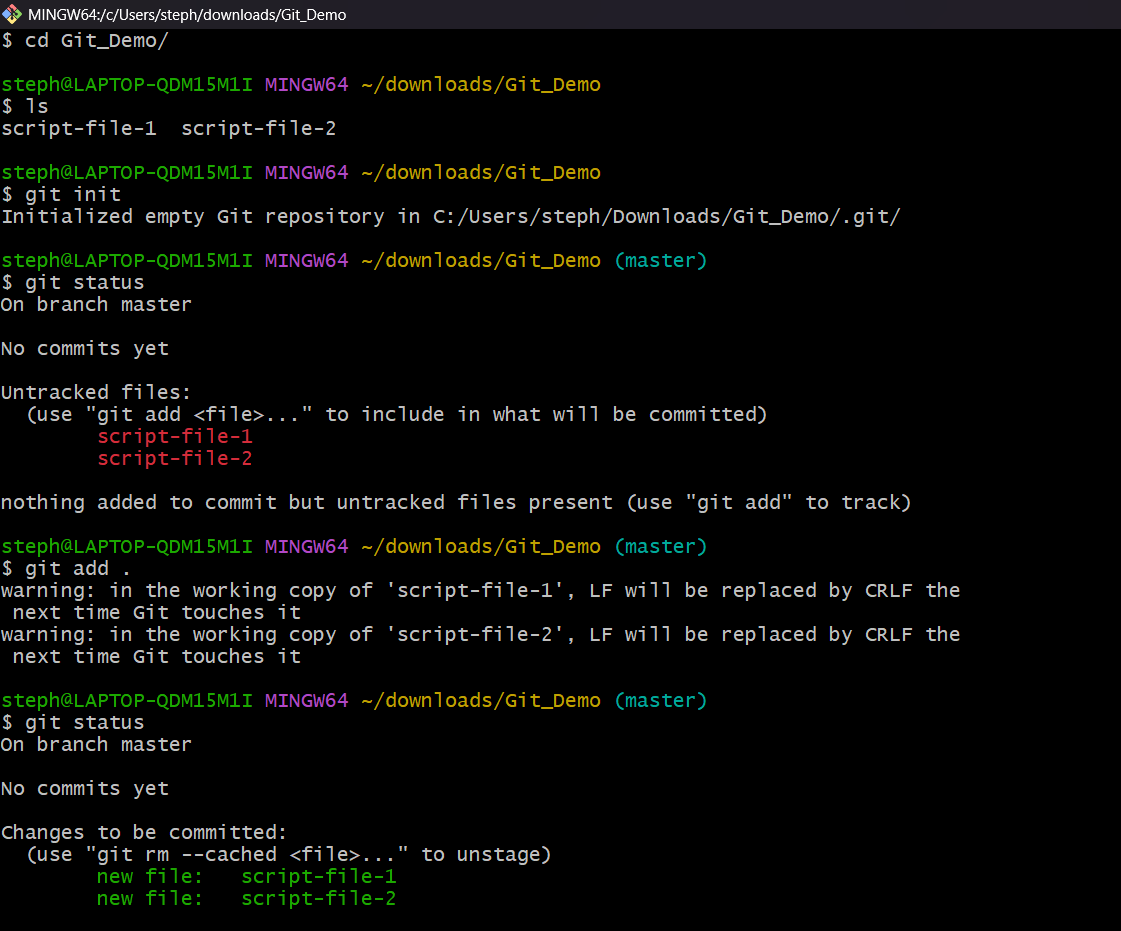 MINGW64:/c/Users/steph/downloads/Git_Demo
$ cd Git_Demo/
steph@LAPTOP-QDM15M1I MINGW64 ~/downloads/Git_Demo
$ ls
script-file-1  script-file-2
steph@LAPTOP-QDM15M1I MINGW64 ~/downloads/Git_Demo
$ git init
Initialized empty Git repository in C:/Users/steph/Downloads/Git_Demo/.git/
steph@LAPTOP-QDM15M1I MINGW64 ~/downloads/Git_Demo (master)
$ git status
On branch master
No commits yet
Untracked files:
  (use "git add <file>..." to include in what will be committed)
        script-file-1
        script-file-2
nothing added to commit but untracked files present (use "git add" to track)
steph@LAPTOP-QDM15M1I MINGW64 ~/downloads/Git_Demo (master)
$ git add .
warning: in the working copy of 'script-file-1', LF will be replaced by CRLF the
 next time Git touches it
warning: in the working copy of 'script-file-2', LF will be replaced by CRLF the
 next time Git touches it
steph@LAPTOP-QDM15M1I MINGW64 ~/downloads/Git_Demo (master)
$ git status
On branch master
No commits yet
Changes to be committed:
  (use "git rm --cached <file>..." to unstage)
        new file:   script-file-1
        new file:   script-file-2